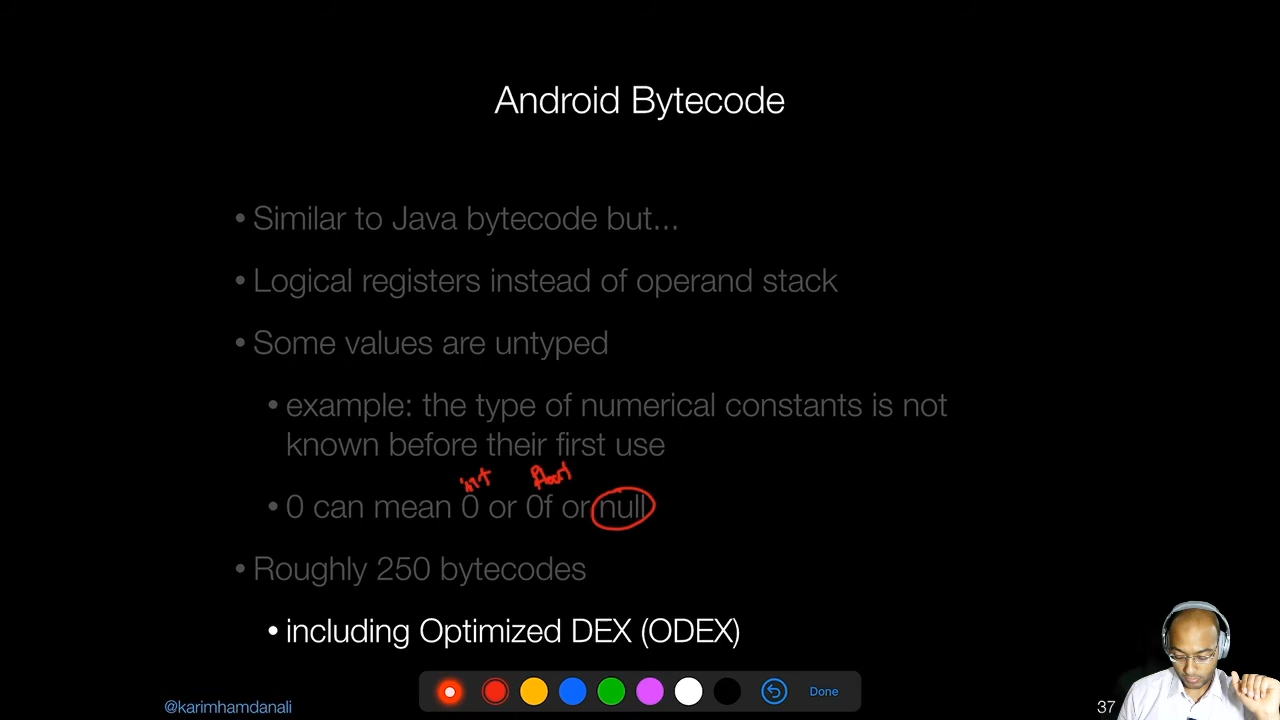 Android Bytecode
• Similar to Java bytecode but...
• Logical registers instead of operand stack
• Some values are untyped
• example: the type of numerical constants is not
known before their first use
int float
• 0 can mean 0 or 0f or null
• Roughly 250 bytecodes
• including Optimized DEX (ODEX)
Done
@karimhamdanali
37